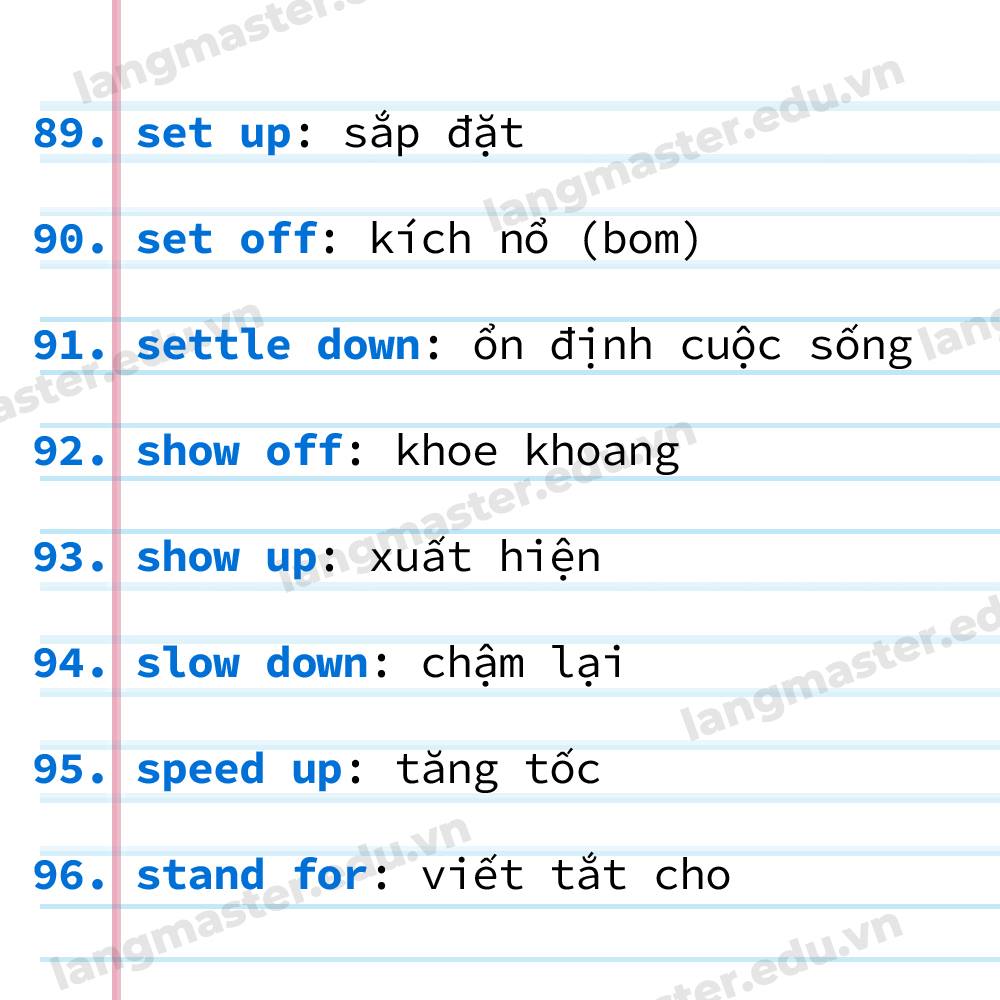 langmaster.edu.vn
89. set up: sắp đặt
90. set off: kích nổ (bom)
91. settle down: ổn định cuộc sống
92. show off: khoe khoang
93. show up: xuất hiện
94. slow down: chậm lại
95. speed up: tăng tốc
96. stand for: viết tắt cho